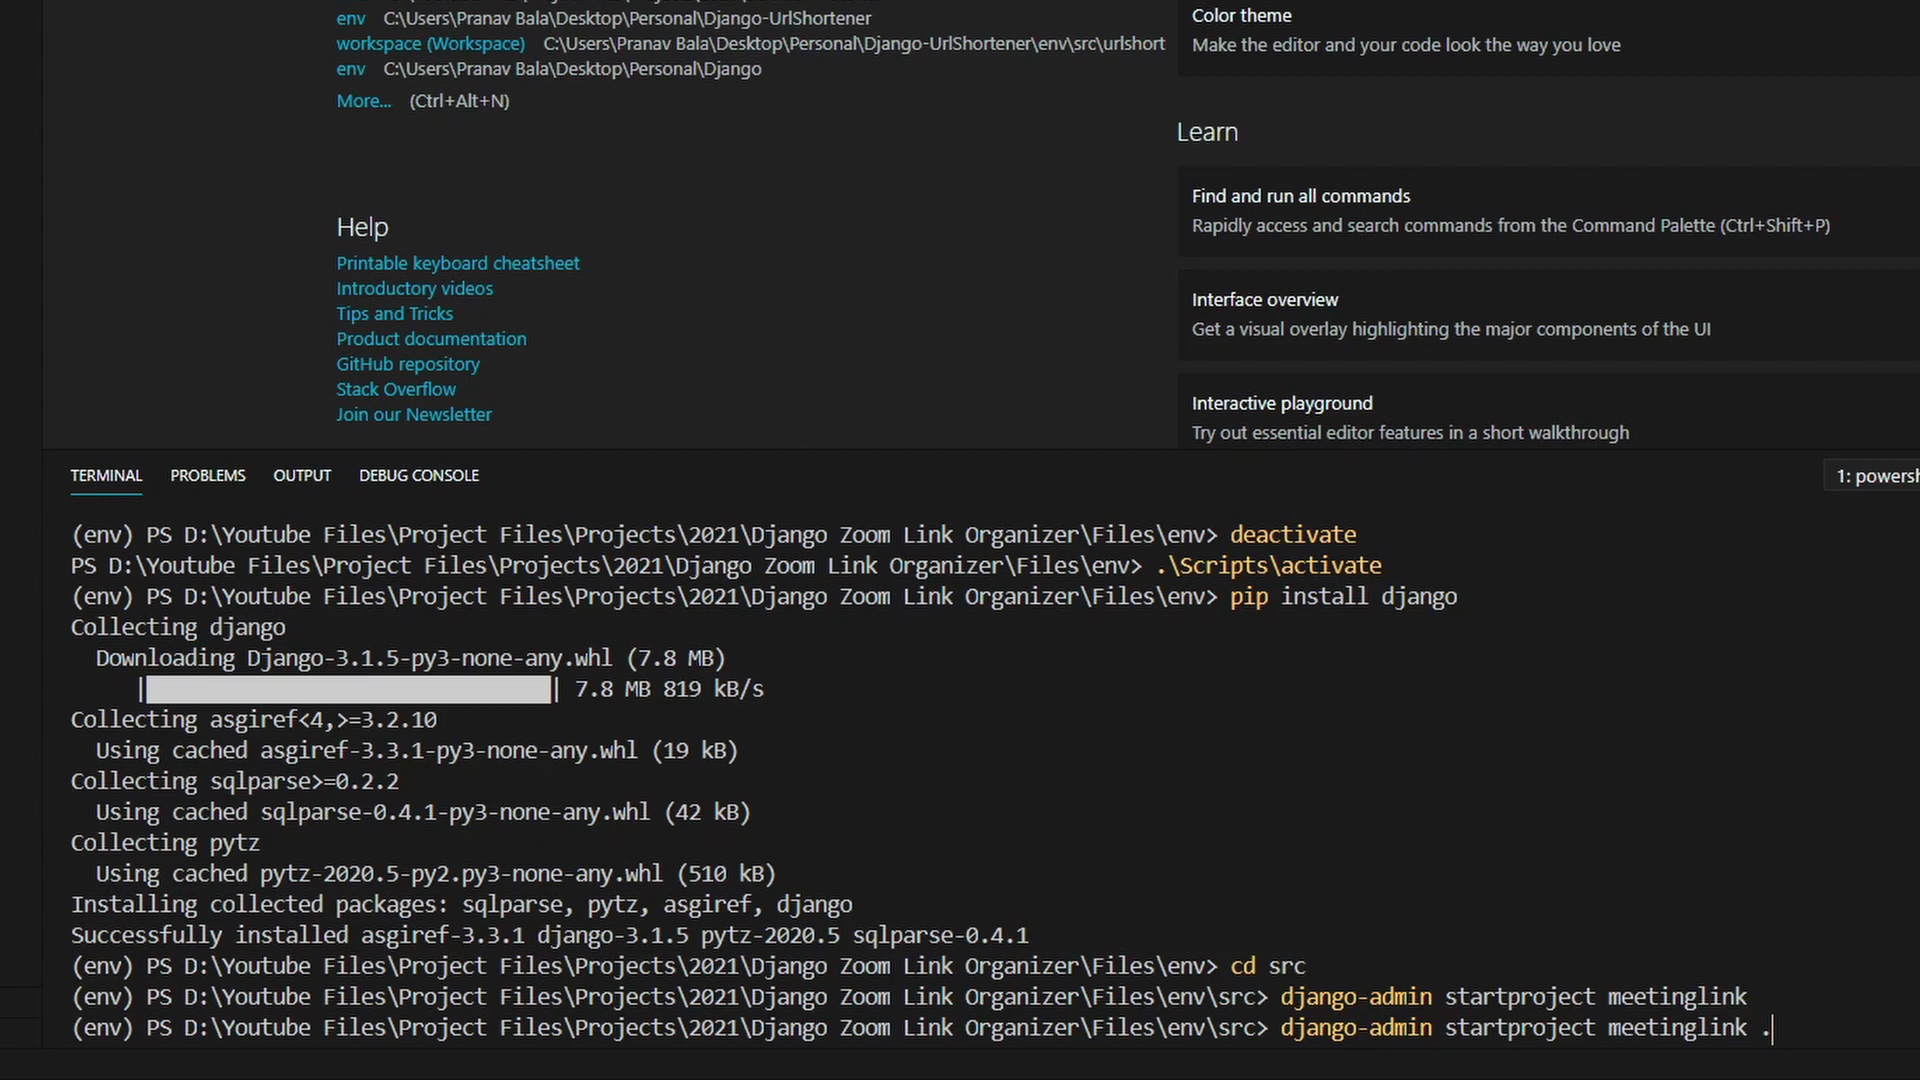 env C:\Users\Pranav Bala\Desktop\Personal\Django-UrlShortener
workspace (Workspace) C:\Users\Pranav Bala\Desktop\Personal\Django-UrlShortener\env\src\urlshort
env C:\Users\Pranav Bala\Desktop\Personal\Django
More... (Ctrl+Alt+N)
Help
Printable keyboard cheatsheet
Introductory videos
Tips and Tricks
Product documentation
GitHub repository
Stack Overflow
Join our Newsletter
Color theme
Make the editor and your code look the way you love
Learn
Find and run all commands
Rapidly access and search commands from the Command Palette (Ctrl+Shift+P)
Interface overview
Get a visual overlay highlighting the major components of the UI
Interactive playground
Try out essential editor features in a short walkthrough
TERMINAL PROBLEMS OUTPUT DEBUG CONSOLE 1: powersh
(env) PS D:\Youtube Files\Project Files\Projects\2021\Django Zoom Link Organizer\Files\env> deactivate
PS D:\Youtube Files\Project Files\Projects\2021\Django Zoom Link Organizer\Files\env> .\Scripts\activate
(env) PS D:\Youtube Files\Project Files\Projects\2021\Django Zoom Link Organizer\Files\env> pip install django
Collecting django
Downloading Django-3.1.5-py3-none-any.whl (7.8 MB)
| | 7.8 MB 819 kB/s
Collecting asgiref<4,>=3.2.10
Using cached asgiref-3.3.1-py3-none-any.whl (19 kB)
Collecting sqlparse>=0.2.2
Using cached sqlparse-0.4.1-py3-none-any.whl (42 kB)
Collecting pytz
Using cached pytz-2020.5-py2.py3-none-any.whl (510 kB)
Installing collected packages: sqlparse, pytz, asgiref, django
Successfully installed asgiref-3.3.1 django-3.1.5 pytz-2020.5 sqlparse-0.4.1
(env) PS D:\Youtube Files\Project Files\Projects\2021\Django Zoom Link Organizer\Files\env> cd src
(env) PS D:\Youtube Files\Project Files\Projects\2021\Django Zoom Link Organizer\Files\env\src> django-admin startproject meetinglink
(env) PS D:\Youtube Files\Project Files\Projects\2021\Django Zoom Link Organizer\Files\env\src> django-admin startproject meetinglink .